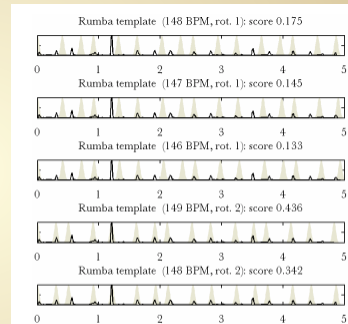 Rumba template (148 BPM, rot. 1): score 0.175
0 1 2 3 4 5
Rumba template (147 BPM, rot. 1): score 0.145
0 1 2 3 4 5
Rumba template (146 BPM, rot. 1): score 0.133
0 1 2 3 4 5
Rumba template (149 BPM, rot. 2): score 0.436
0 1 2 3 4 5
Rumba template (148 BPM, rot. 2): score 0.342
0 1 2 3 4 5